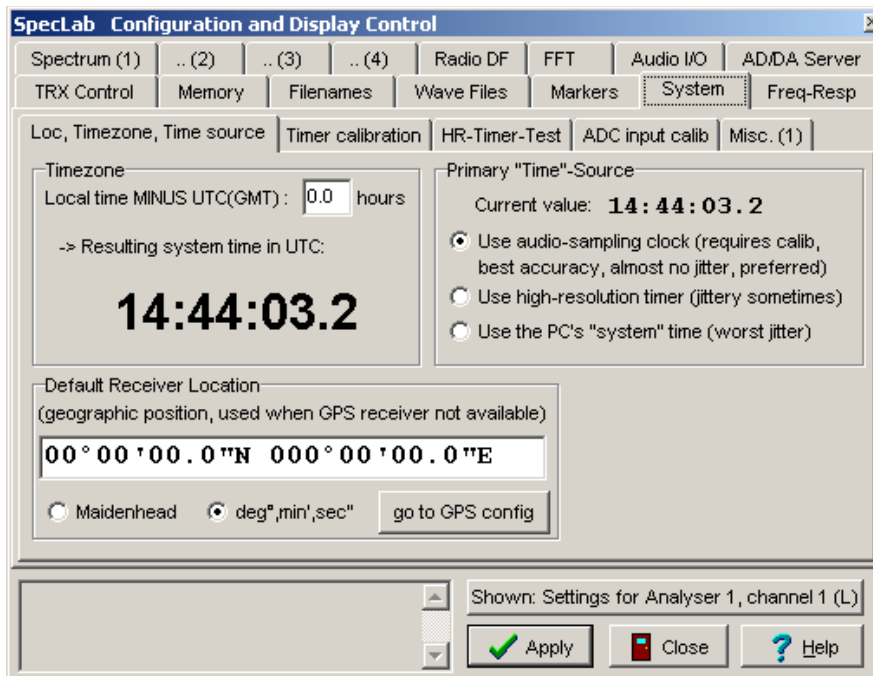 SpecLab Configuration and Display Control
Spectrum (1) .. (2) .. (3) .. (4) Radio DF FFT Audio I/O AD/DA Server
TRX Control Memory Filenames Wave Files Markers System Freq-Resp
Loc, Timezone, Time source Timer calibration HR-Timer-Test ADC input calib Misc. (1)
Timezone
Local time MINUS UTC(GMT) : 0.0 hours
-> Resulting system time in UTC:
14:44:03.2
Primary "Time"-Source
Current value: 14:44:03.2
Use audio-sampling clock (requires calib,
best accuracy, almost no jitter, preferred)
Use high-resolution timer (jittery sometimes)
Use the PC's "system" time (worst jitter)
Default Receiver Location
(geographic position, used when GPS receiver not available)
00°00'00.0"N 000°00'00.0"E
Maidenhead deg°,min',sec" go to GPS config
Shown: Settings for Analyser 1, channel 1 (L)
Apply Close Help